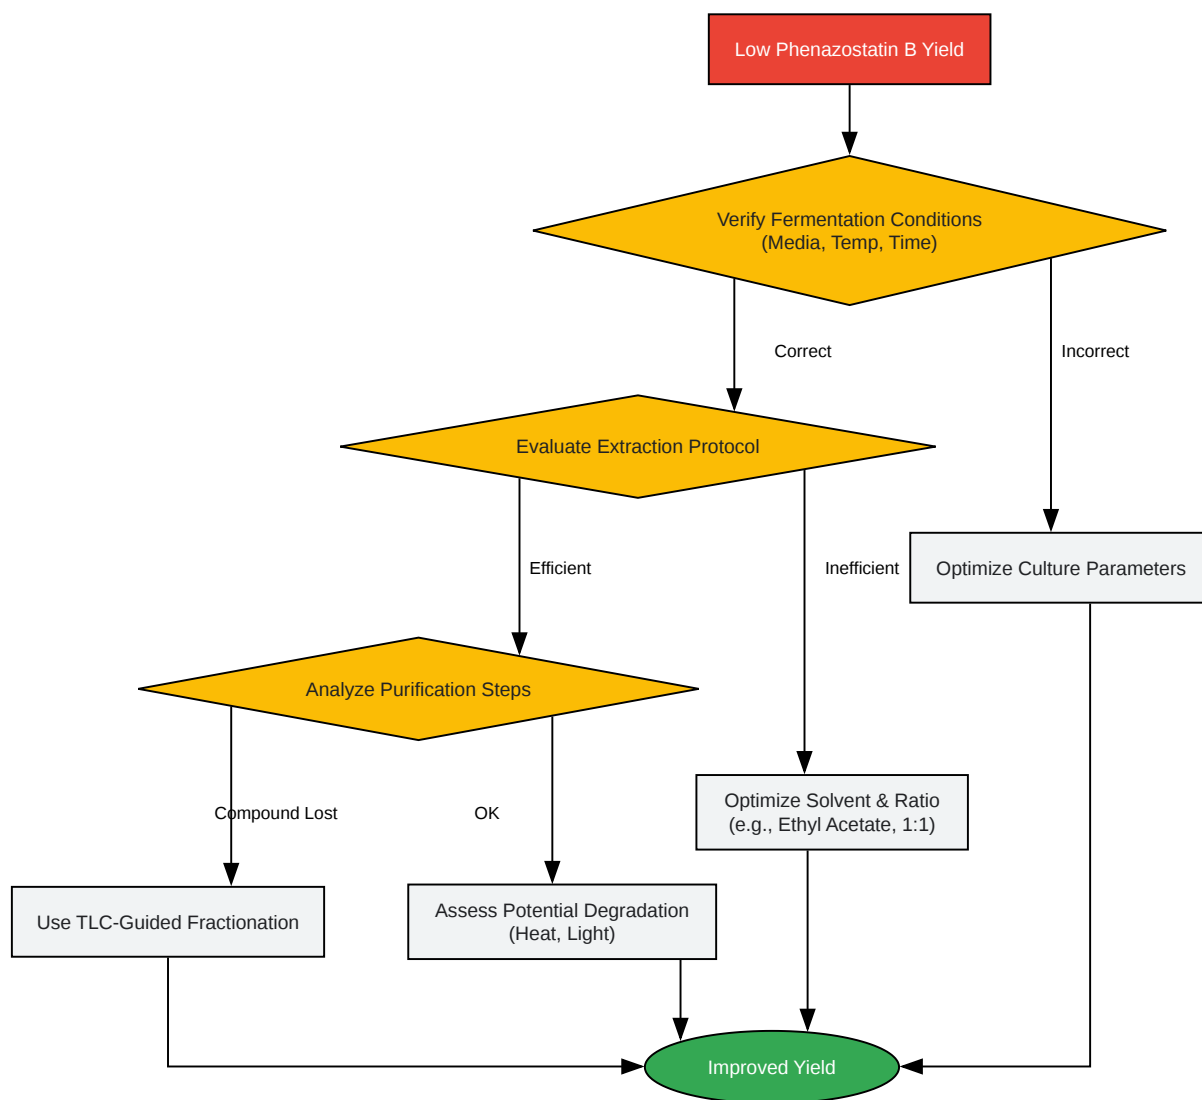 Low Phenazostatin B Yield
Verify Fermentation Conditions
(Media, Temp, Time)
Correct
Incorrect
Evaluate Extraction Protocol
Efficient
Inefficient
Optimize Culture Parameters
Analyze Purification Steps
Compound Lost
OK
Optimize Solvent & Ratio
(e.g., Ethyl Acetate, 1:1)
Use TLC-Guided Fractionation
Assess Potential Degradation
(Heat, Light)
Improved Yield